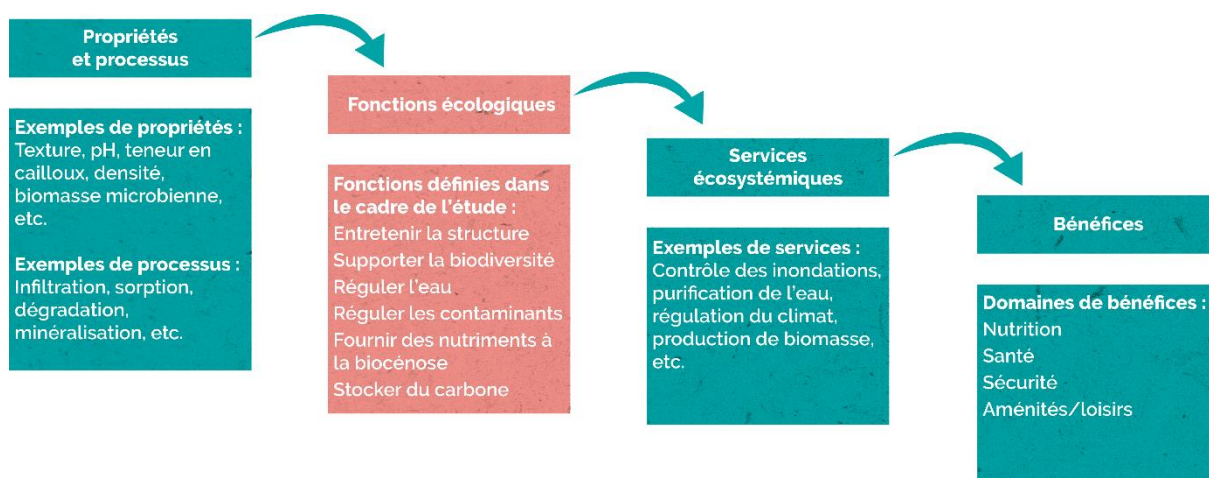 Propriétés
et processus
Exemples de propriétés :
Texture, pH, teneur en
cailloux, densité,
biomasse microbienne,
etc.
Exemples de processus :
Infiltration, sorption,
dégradation,
minéralisation, etc.
Fonctions écologiques
Fonctions définies dans
le cadre de l'étude :
Entretenir la structure
Supporter la biodiversité
Réguler l'eau
Réguler les contaminants
Fournir des nutriments à
la biocénose
Stocker du carbone
Services
écosystémiques
Exemples de services :
Contrôle des inondations,
purification de l'eau,
régulation du climat,
production de biomasse,
etc.
Bénéfices
Domaines de bénéfices :
Nutrition
Santé
Sécurité
Aménités/loisirs